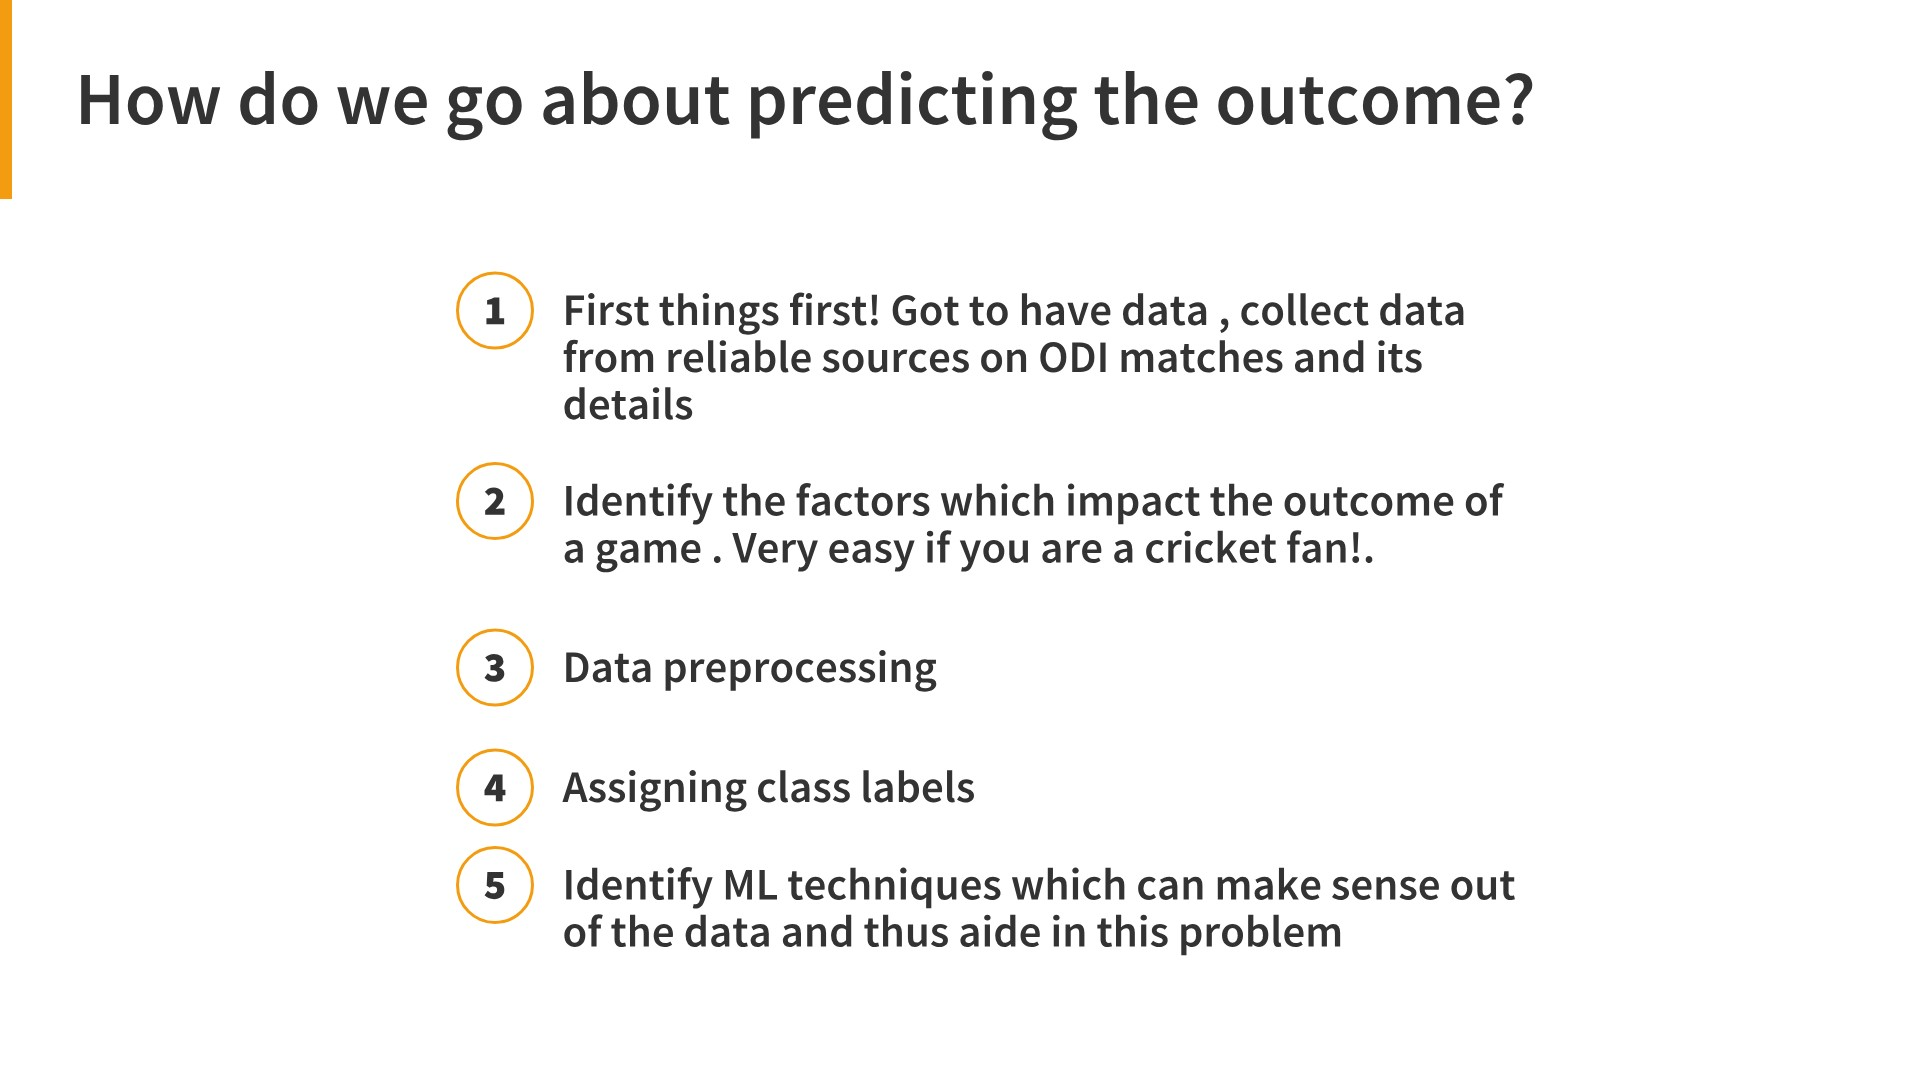 How do we go about predicting the outcome?
1 First things first! Got to have data , collect data
from reliable sources on ODI matches and its
details
2 Identify the factors which impact the outcome of
a game . Very easy if you are a cricket fan!.
3 Data preprocessing
4 Assigning class labels
5 Identify ML techniques which can make sense out
of the data and thus aide in this problem